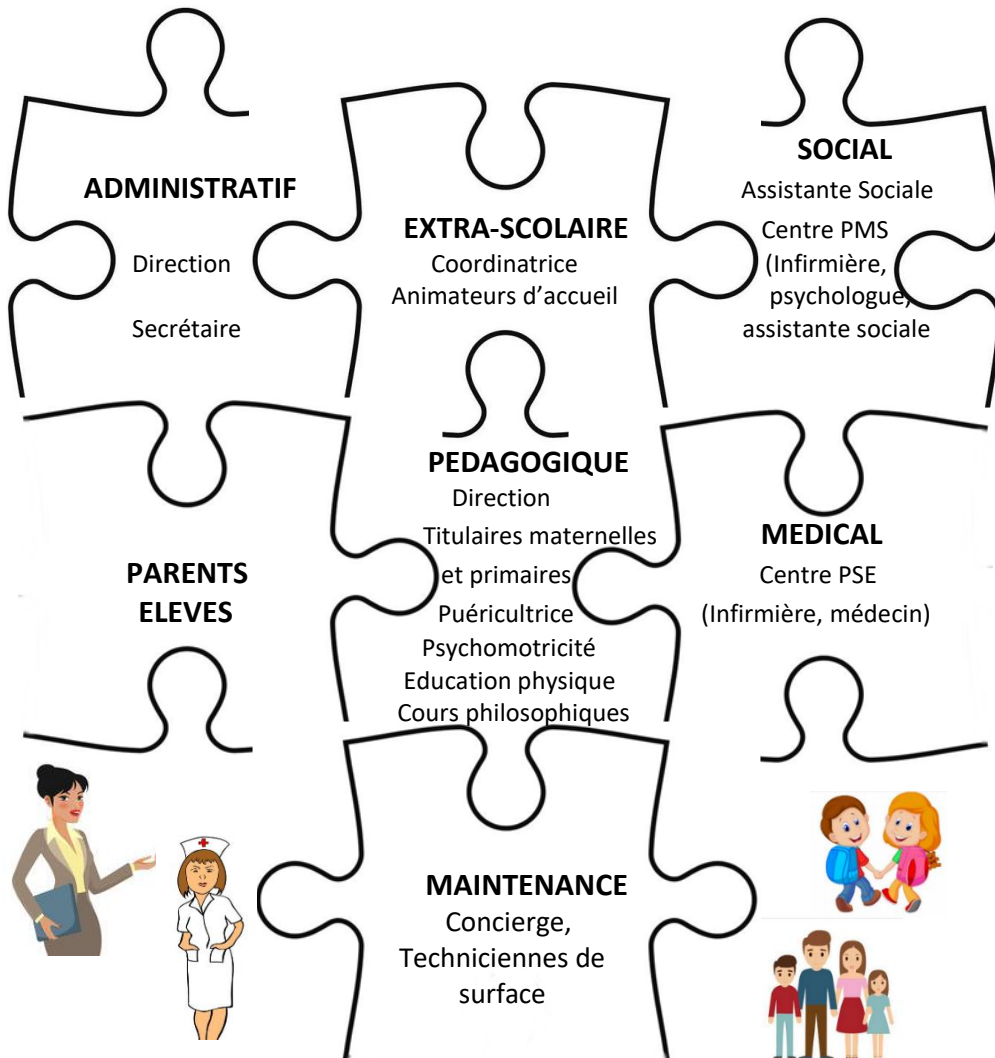 ADMINISTRATIF
Direction
Secrétaire
EXTRA-SCOLAIRE
Coordinatrice
Animateurs d’accueil
SOCIAL
Assistante Sociale
Centre PMS
(Infirmière,
psychologue,
assistante sociale
PARENTS
ELEVES
PEDAGOGIQUE
Direction
Titulaires maternelles
et primaires
Puéricultrice
Psychomotricité
Education physique
Cours philosophiques
MEDICAL
Centre PSE
(Infirmière, médecin)
MAINTENANCE
Concierge,
Techniciennes de
surface